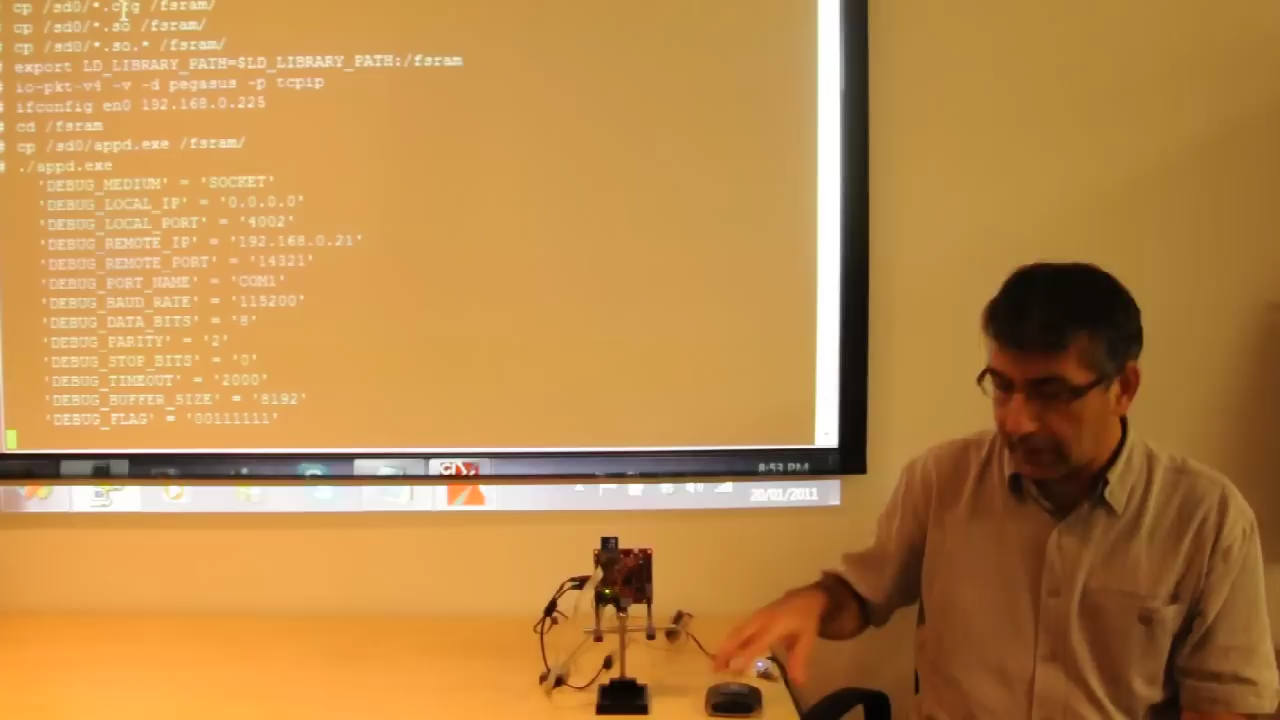 # cp /sd0/*.cfg /fsram/
# cp /sd0/*.so /fsram/
# cp /sd0/*.so.* /fsram/
# export LD_LIBRARY_PATH=$LD_LIBRARY_PATH:/fsram
# io-pkt-v4 -v -d pegasus -p tcpip
# ifconfig en0 192.168.0.225
# cd /fsram
# cp /sd0/appd.exe /fsram/
# ./appd.exe
'DEBUG_MEDIUM' = 'SOCKET'
'DEBUG_LOCAL_IP' = '0.0.0.0'
'DEBUG_LOCAL_PORT' = '4002'
'DEBUG_REMOTE_IP' = '192.168.0.21'
'DEBUG_REMOTE_PORT' = '14321'
'DEBUG_PORT_NAME' = 'COM1'
'DEBUG_BAUD_RATE' = '115200'
'DEBUG_DATA_BITS' = '8'
'DEBUG_PARITY' = '2'
'DEBUG_STOP_BITS' = '0'
'DEBUG_TIMEOUT' = '2000'
'DEBUG_BUFFER_SIZE' = '8192'
'DEBUG_FLAG' = '00111111'
8:53 PM
20/01/2011